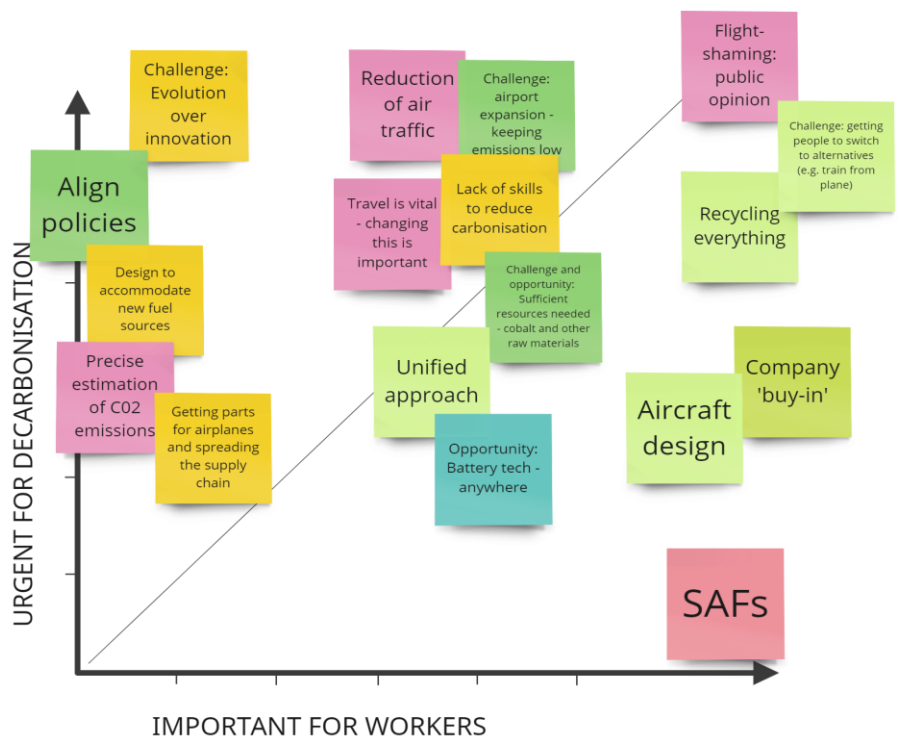 Challenge:
Evolution
over
innovation
Reduction
of air
traffic
Challenge:
airport
expansion -
keeping
emissions low
Flight-
shaming:
public
opinion
Challenge: getting
people to switch
to alternatives
(e.g. train from
plane)
Align
policies
Travel is vital
- changing
this is
important
Lack of skills
to reduce
carbonisation
Recycling
everything
Design to
accommodate
new fuel
sources
Challenge and
opportunity:
Sufficient
resources needed
- cobalt and other
raw materials
Precise
estimation
of C02
emissions
Unified
approach
Company
'buy-in'
Getting parts
for airplanes
and spreading
the supply
chain
Aircraft
design
Opportunity:
Battery tech -
anywhere
SAFs
URGENT FOR DECARBONISATION
IMPORTANT FOR WORKERS